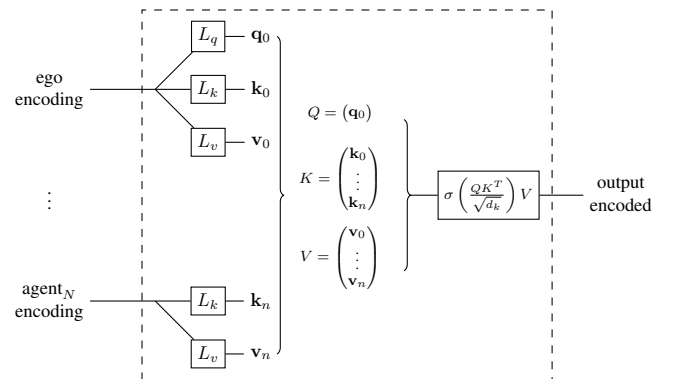 L_q q_0
ego
encoding
L_k k_0
L_v v_0
Q = (q_0)
K = (k_0 ⋮ k_n)
V = (v_0 ⋮ v_n)
σ (QK^T / √d_k) V
output
encoded
⋮
agent_N
encoding
L_k k_n
L_v v_n